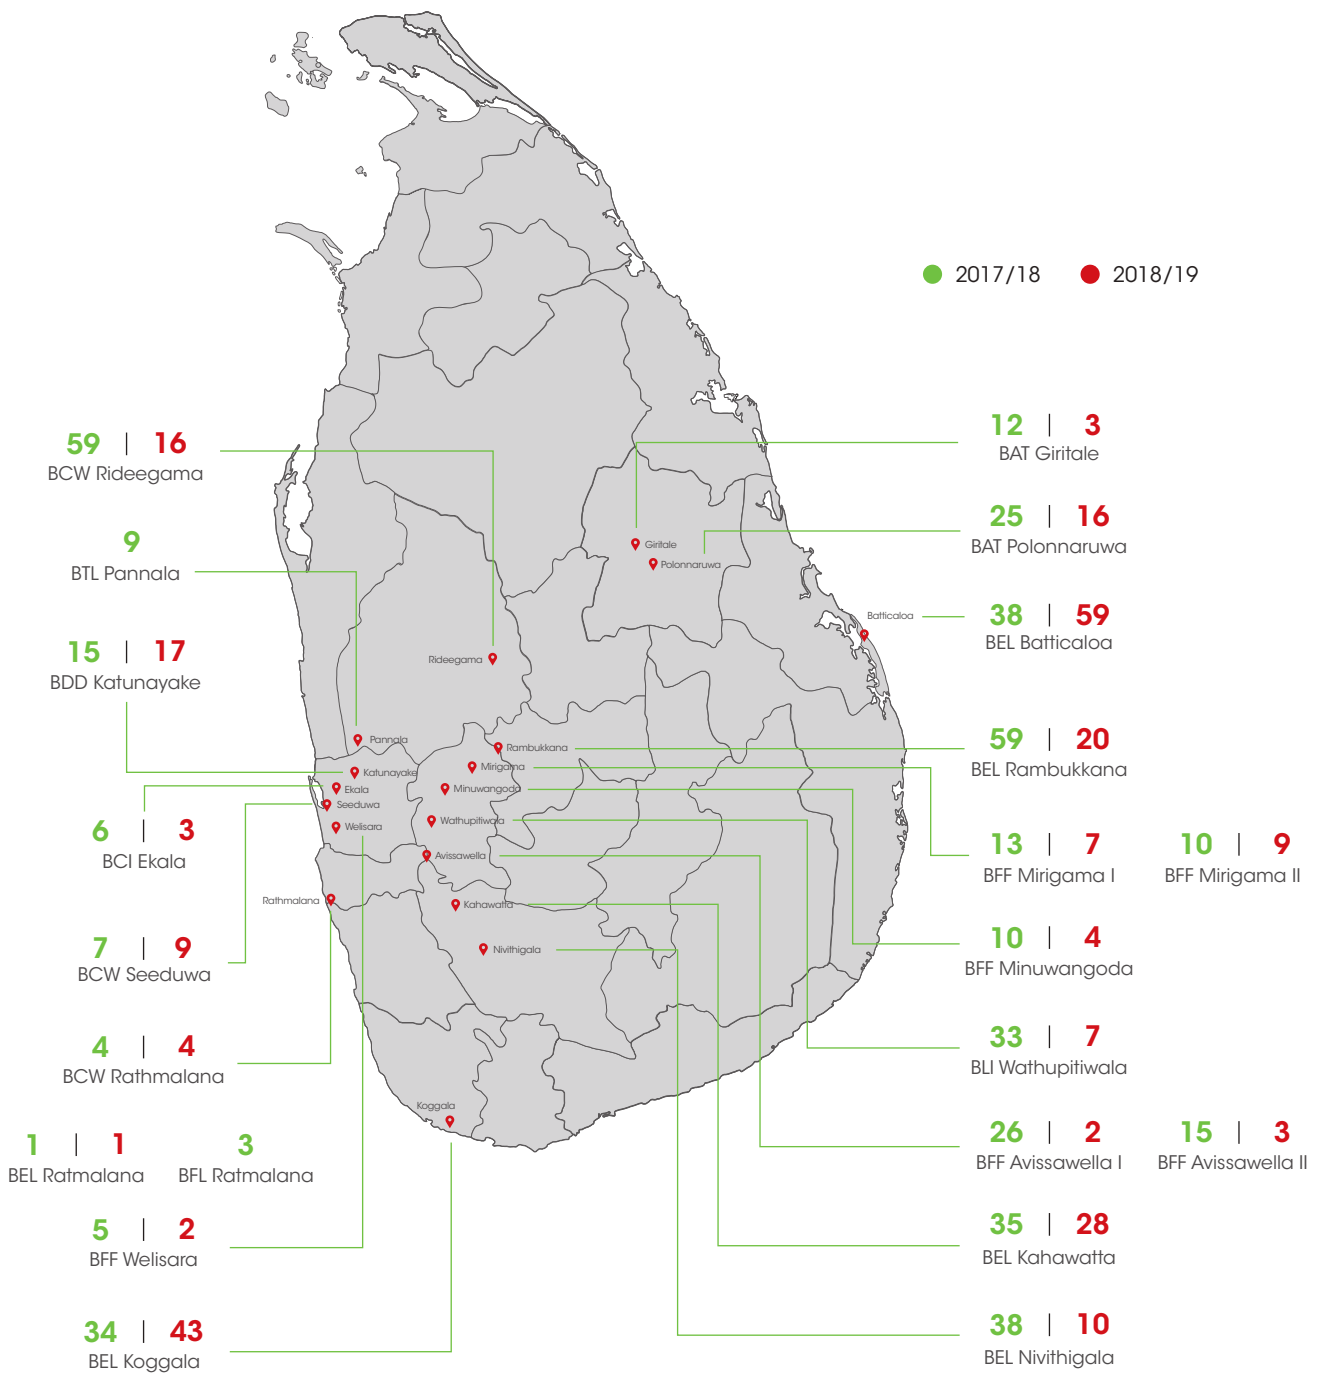 2017/18
2018/19
59 | 16
BCW Rideegama
9
BTL Pannala
15 | 17
BDD Katunayake
6 | 3
BCI Ekala
7 | 9
BCW Seeduwa
4 | 4
BCW Rathmalana
1 | 1
BEL Ratmalana
3
BFL Ratmalana
5 | 2
BFF Welisara
34 | 43
BEL Koggala
Giritale
Polonnaruwa
Batticaloa
Rideegama
Pannala
Rambukkana
Katunayake
Mirigama
Ekala
Minuwangoda
Seeduwa
Welisara
Wathupitiwala
Avissawella
Rathmalana
Kahawatta
Nivithigala
Koggala
12 | 3
BAT Giritale
25 | 16
BAT Polonnaruwa
38 | 59
BEL Batticaloa
59 | 20
BEL Rambukkana
13 | 7
BFF Mirigama I
10 | 9
BFF Mirigama II
10 | 4
BFF Minuwangoda
33 | 7
BLI Wathupitiwala
26 | 2
BFF Avissawella I
15 | 3
BFF Avissawella II
35 | 28
BEL Kahawatta
38 | 10
BEL Nivithigala